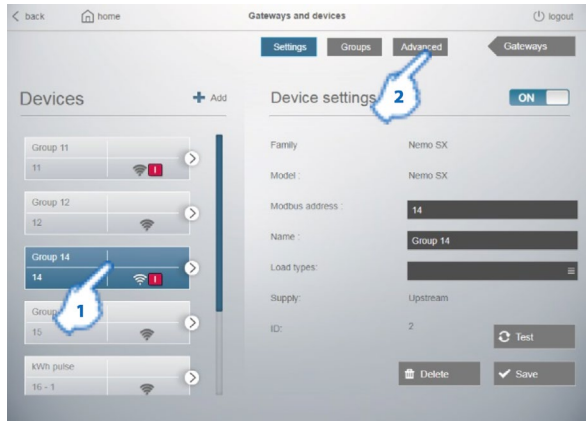 back home Gateways and devices logout
Settings Groups Advanced Gateways
Devices Add Device settings 2 ON
Group 11
11 I
Group 12
12
Group 14
14 I
1
Group
15
kWh pulse
16 - 1
Family Nemo SX
Model : Nemo SX
Modbus address : 14
Name : Group 14
Load types:
Supply: Upstream
ID: 2
Test
Delete Save